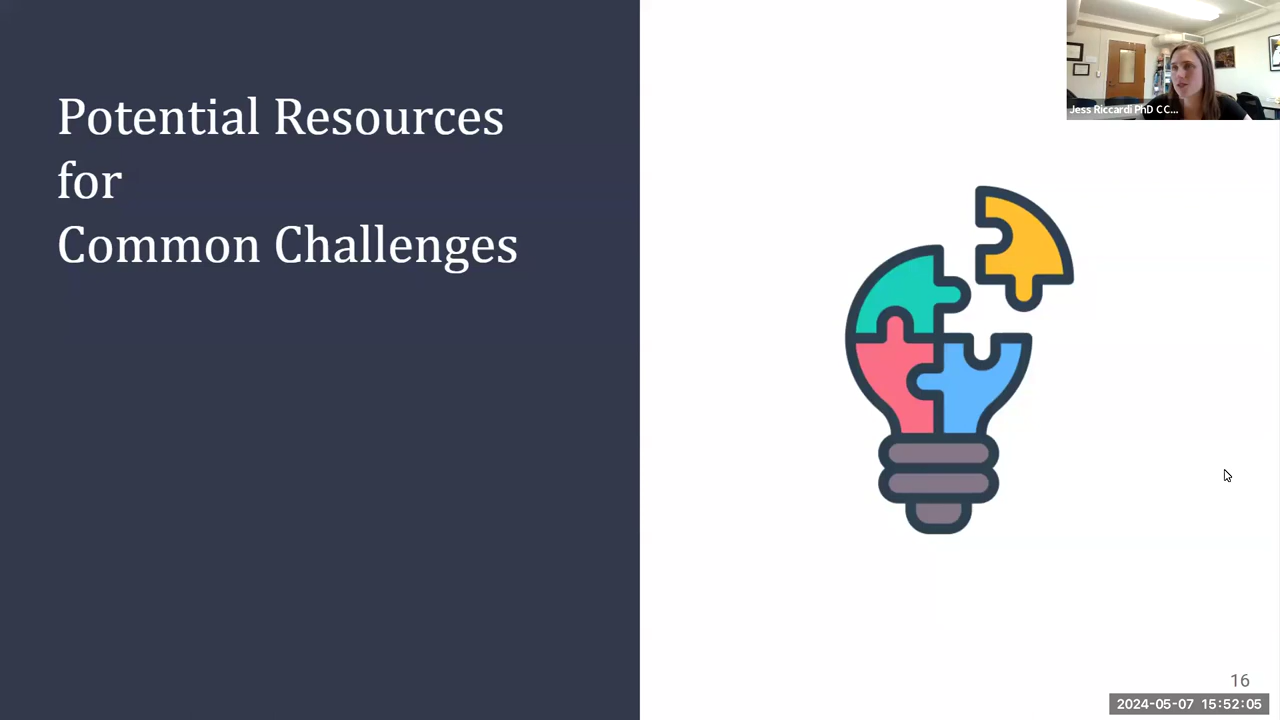 Potential Resources
for
Common Challenges
Jess Riccardi PhD CC...
16
2024-05-07 15:52:05